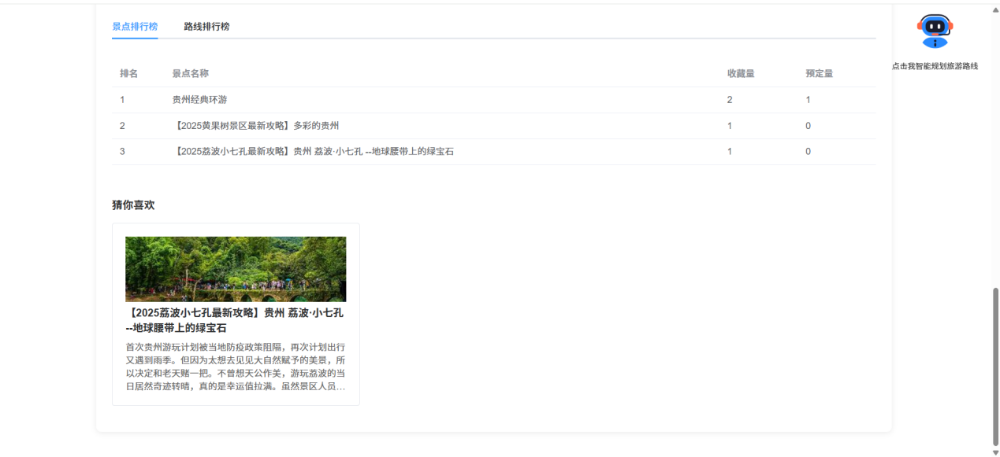 景点排行榜 路线排行榜
点击我智能规划旅游路线
排名 景点名称 收藏量 预定量
1 贵州经典环游 2 1
2 【2025黄果树景区最新攻略】多彩的贵州 1 0
3 【2025荔波小七孔最新攻略】贵州 荔波·小七孔 --地球腰带上的绿宝石 1 0
猜你喜欢
【2025荔波小七孔最新攻略】贵州 荔波·小七孔
--地球腰带上的绿宝石
首次贵州游玩计划被当地防疫政策阻隔，再次计划出行
又遇到雨季。但因为太想去见见大自然赋予的美景，所
以决定和老天赌一把。不曾想天公作美，游玩荔波的当
日居然奇迹转晴，真的是幸运值拉满。虽然景区人员...